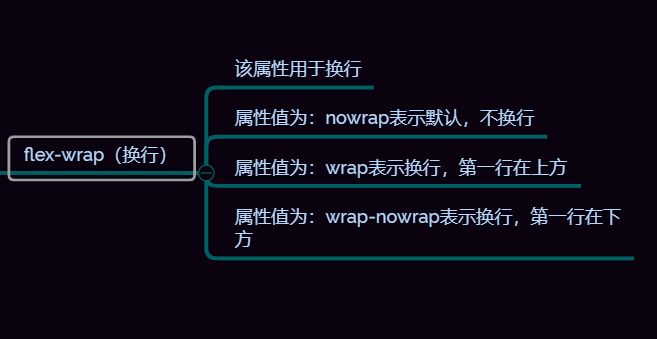 该属性用于换行
属性值为：nowrap表示默认，不换行
flex-wrap（换行）
属性值为：wrap表示换行，第一行在上方
属性值为：wrap-nowrap表示换行，第一行在下
方